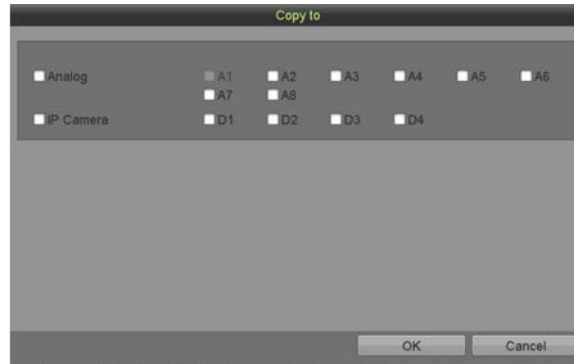 Copy to
Analog A1 A2 A3 A4 A5 A6
A7 A8
IP Camera D1 D2 D3 D4
OK Cancel